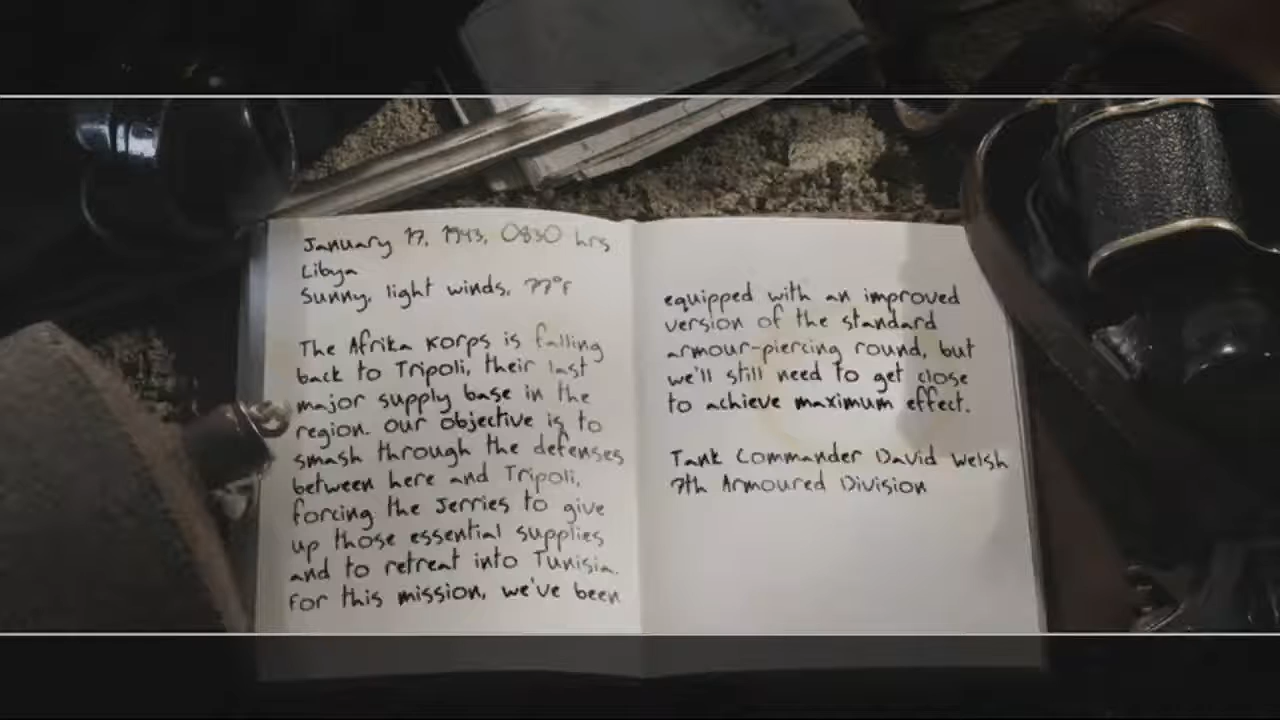 January 17, 1943, 0830 hrs
Libya
Sunny, light winds, 77°F
The Afrika Korps is falling
back to Tripoli, their last
major supply base in the
region. Our objective is to
smash through the defenses
between here and Tripoli,
forcing the Jerries to give
up those essential supplies
and to retreat into Tunisia.
For this mission, we've been
equipped with an improved
version of the standard
armour-piercing round, but
we'll still need to get close
to achieve maximum effect.
Tank Commander David Welsh
7th Armoured Division